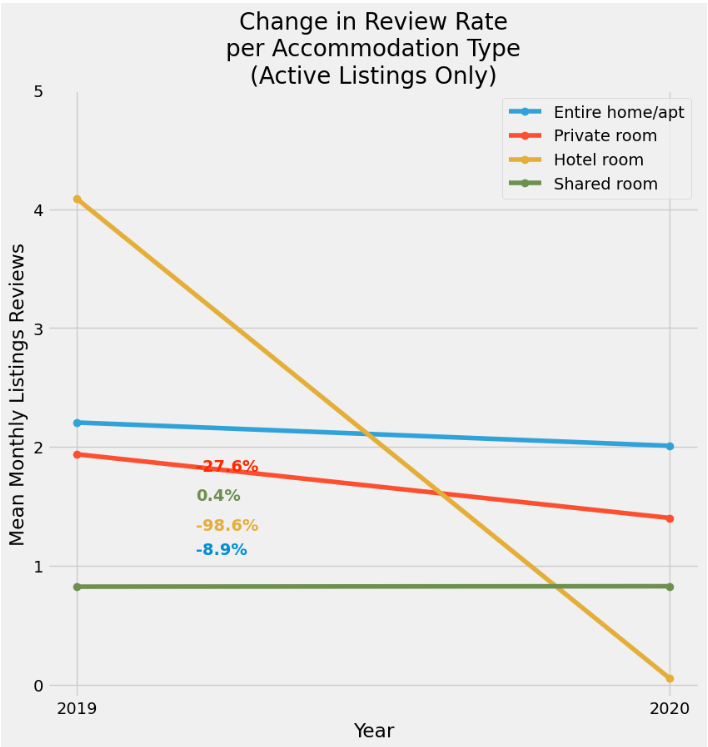 Change in Review Rate
per Accommodation Type
(Active Listings Only)
5
Entire home/apt
Private room
Hotel room
Shared room
4
Mean Monthly Listings Reviews
3
2
-27.6%
0.4%
-98.6%
-8.9%
1
0
2019
2020
Year